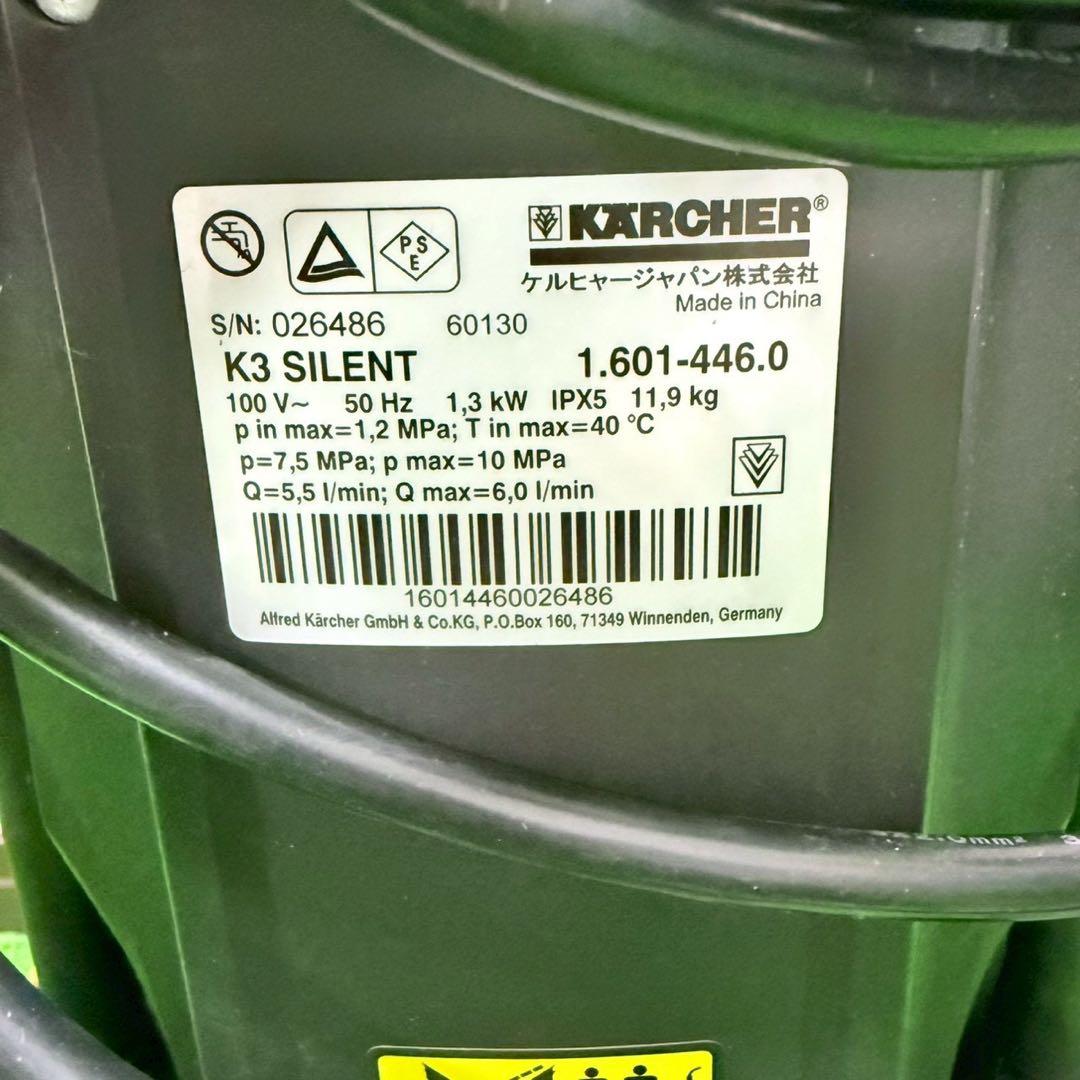 PSE
KÄRCHER®
ケルヒャージャパン株式会社
Made in China
S/N: 026486 60130
K3 SILENT 1.601-446.0
100 V~ 50 Hz 1,3 kW IPX5 11,9 kg
p in max=1,2 MPa; T in max=40 °C
p=7,5 MPa; p max=10 MPa
Q=5,5 l/min; Q max=6,0 l/min
16014460026486
Alfred Kärcher GmbH & Co.KG, P.O.Box 160, 71349 Winnenden, Germany